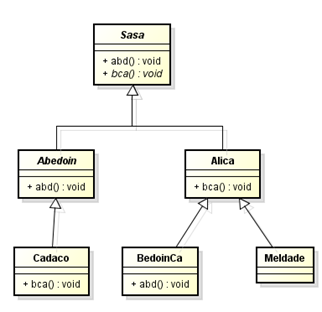 Sasa
+ abd() : void
+ bca() : void
Abedoin
+ abd() : void
Alica
+ bca() : void
Cadaco
+ bca() : void
BedoinCa
+ abd() : void
Meldade